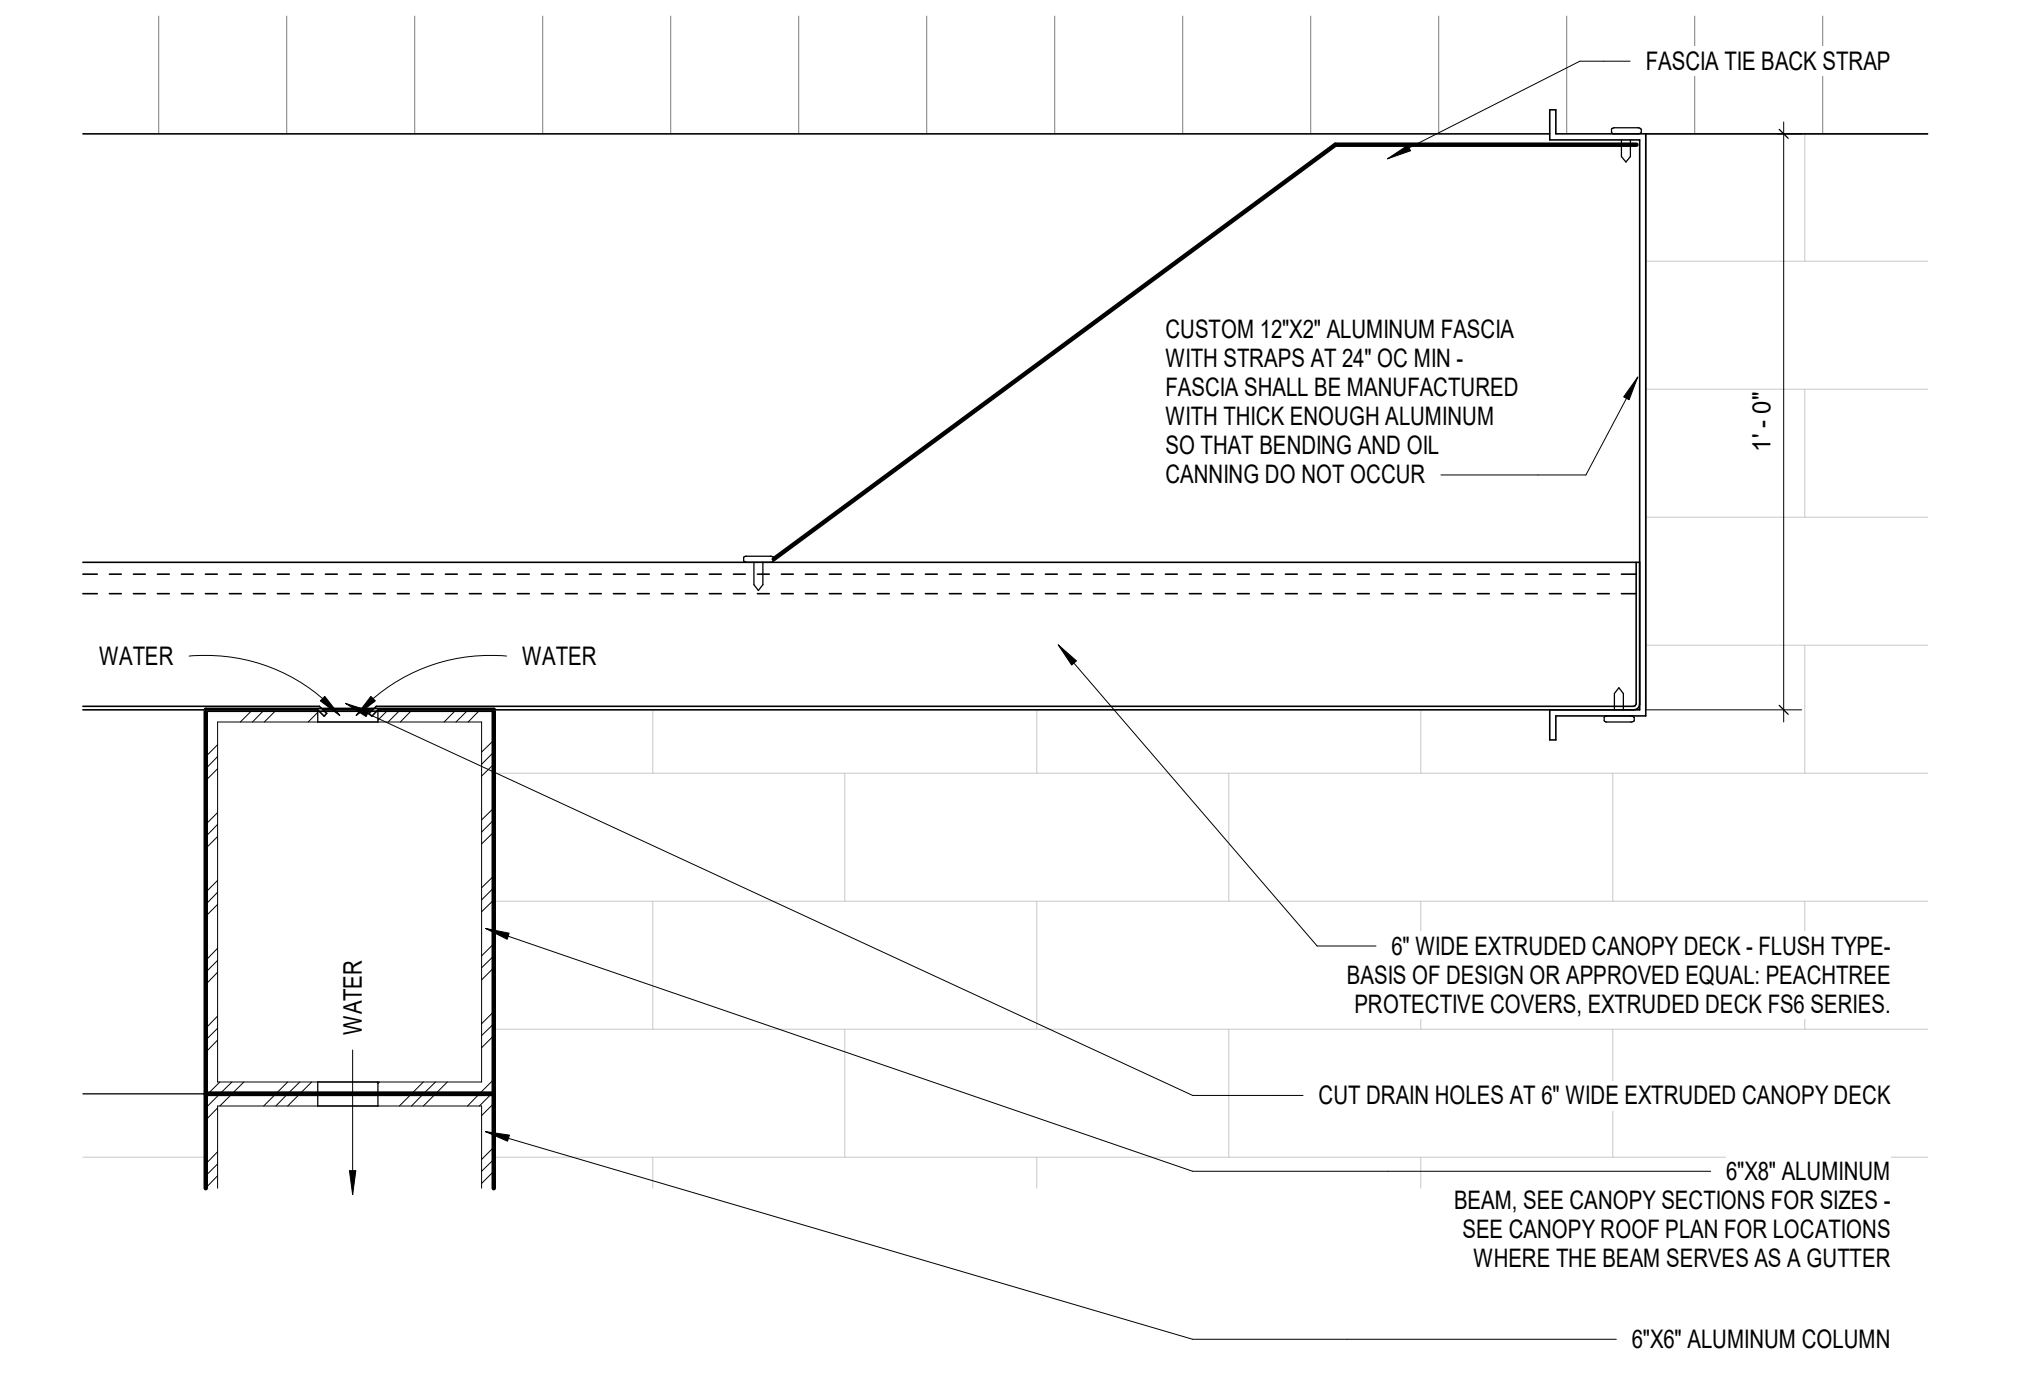 FASCIA TIE BACK STRAP
CUSTOM 12"X2" ALUMINUM FASCIA
WITH STRAPS AT 24" OC MIN -
FASCIA SHALL BE MANUFACTURED
WITH THICK ENOUGH ALUMINUM
SO THAT BENDING AND OIL
CANNING DO NOT OCCUR
1' - 0"
WATER
WATER
WATER
6" WIDE EXTRUDED CANOPY DECK - FLUSH TYPE-
BASIS OF DESIGN OR APPROVED EQUAL: PEACHTREE
PROTECTIVE COVERS, EXTRUDED DECK FS6 SERIES.
CUT DRAIN HOLES AT 6" WIDE EXTRUDED CANOPY DECK
6"X8" ALUMINUM
BEAM, SEE CANOPY SECTIONS FOR SIZES -
SEE CANOPY ROOF PLAN FOR LOCATIONS
WHERE THE BEAM SERVES AS A GUTTER
6"X6" ALUMINUM COLUMN